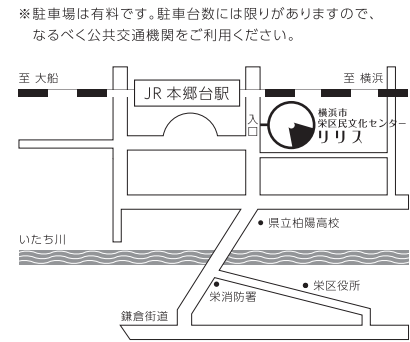 ※駐車場は有料です。駐車台数には限りがありますので、
なるべく公共交通機関をご利用ください。
至 大船
至 横浜
JR 本郷台駅
入口
横浜市
栄区民文化センター
リリス
県立柏陽高校
いたち川
栄区役所
栄消防署
鎌倉街道